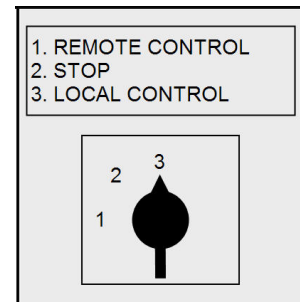 1. REMOTE CONTROL
2. STOP
3. LOCAL CONTROL
3
2
1